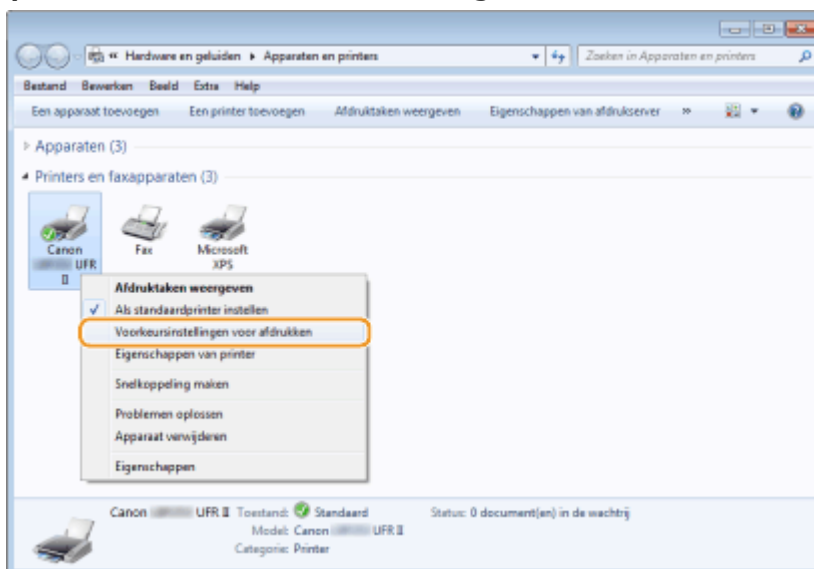 « Hardware en geluiden ▸ Apparaten en printers
Zoeken in Apparaten en printers
Bestand Bewerken Beeld Extra Help
Een apparaat toevoegen Een printer toevoegen Afdruktaken weergeven Eigenschappen van afdrukserver »
Apparaten (3)
Printers en faxapparaten (3)
Canon UFR II
Fax
Microsoft XPS
Afdruktaken weergeven
Als standaardprinter instellen
Voorkeursinstellingen voor afdrukken
Eigenschappen van printer
Snelkoppeling maken
Problemen oplossen
Apparaat verwijderen
Eigenschappen
Canon UFR II Toestand: Standaard Status: 0 document(en) in de wachtrij
Model: Canon UFR II
Categorie: Printer